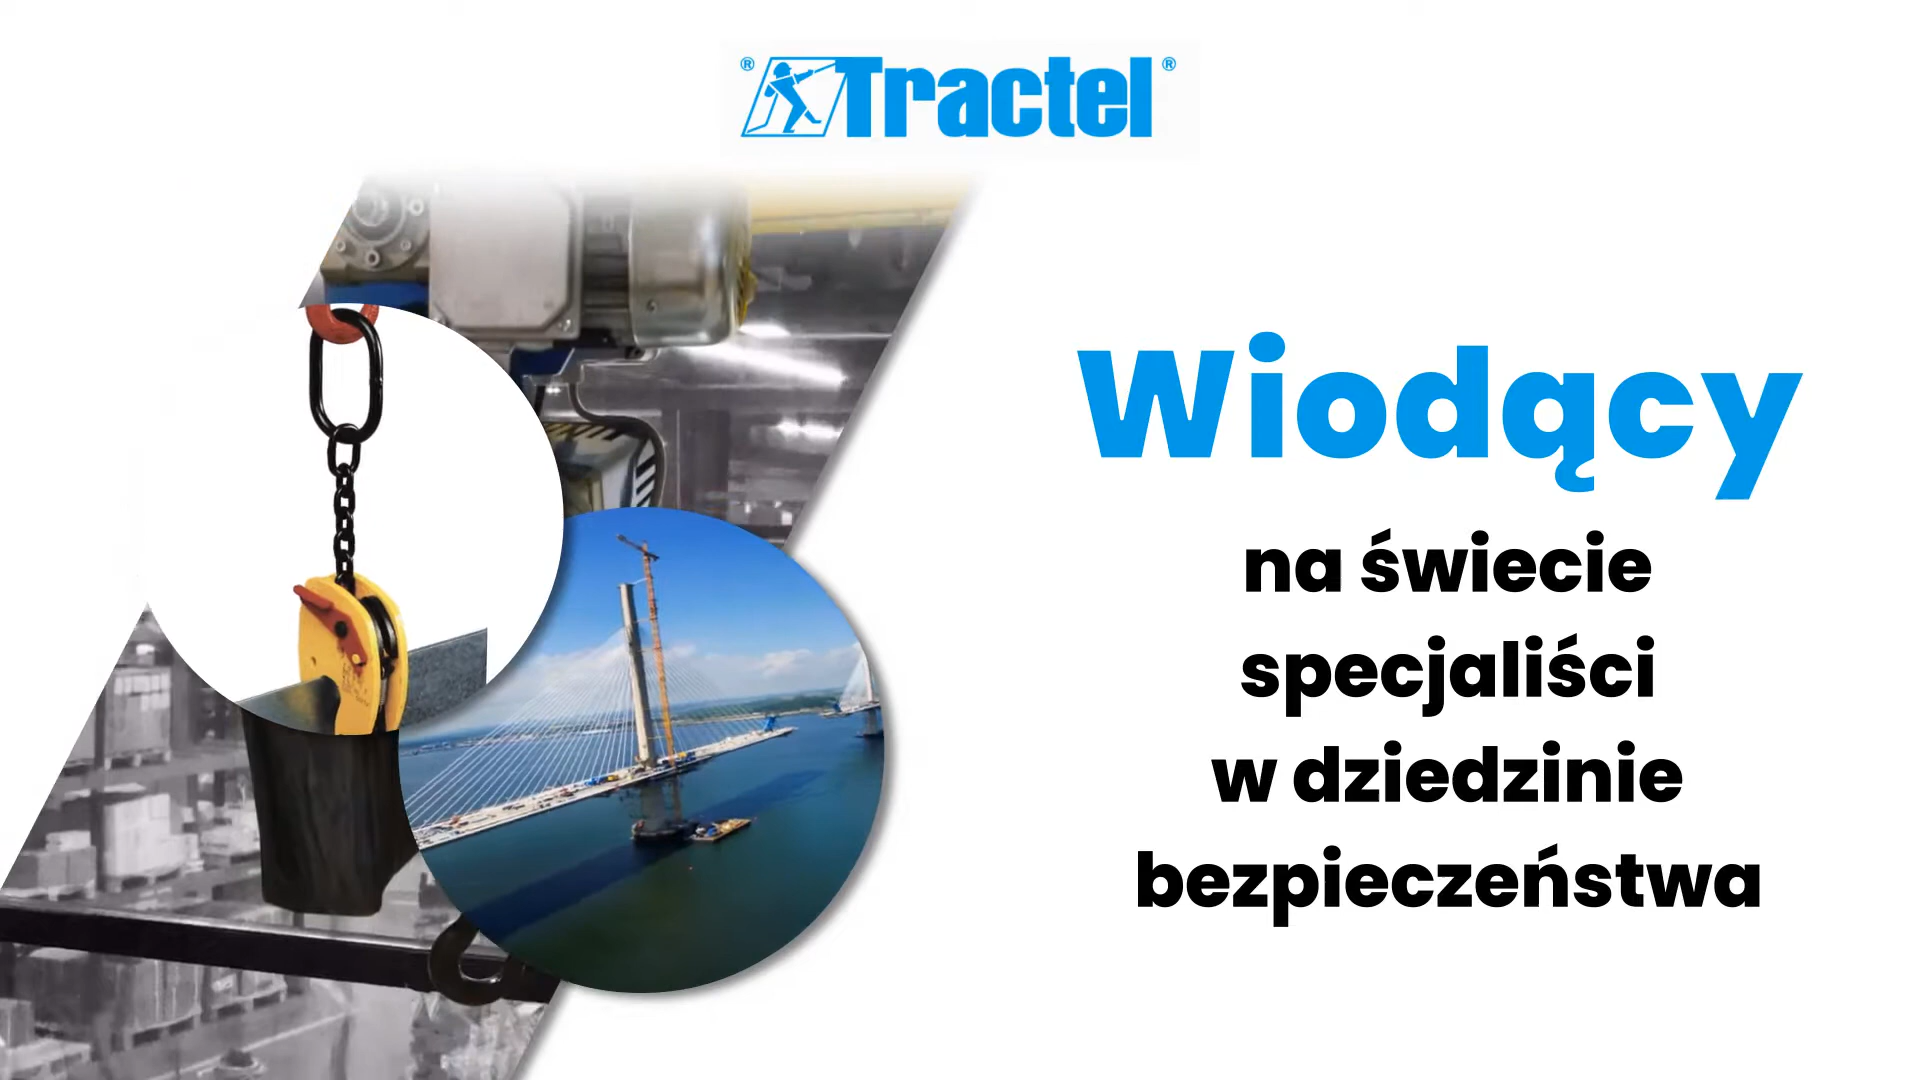 ® Tractel ®
Wiodący
na świecie
specjaliści
w dziedzinie
bezpieczeństwa